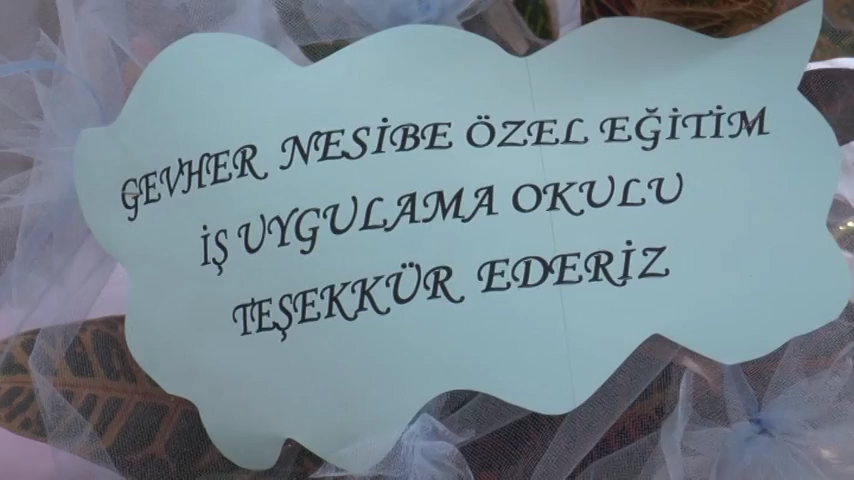 GEVHER NESİBE ÖZEL EĞİTİM
İŞ UYGULAMA OKULU
TEŞEKKÜR EDERİZ